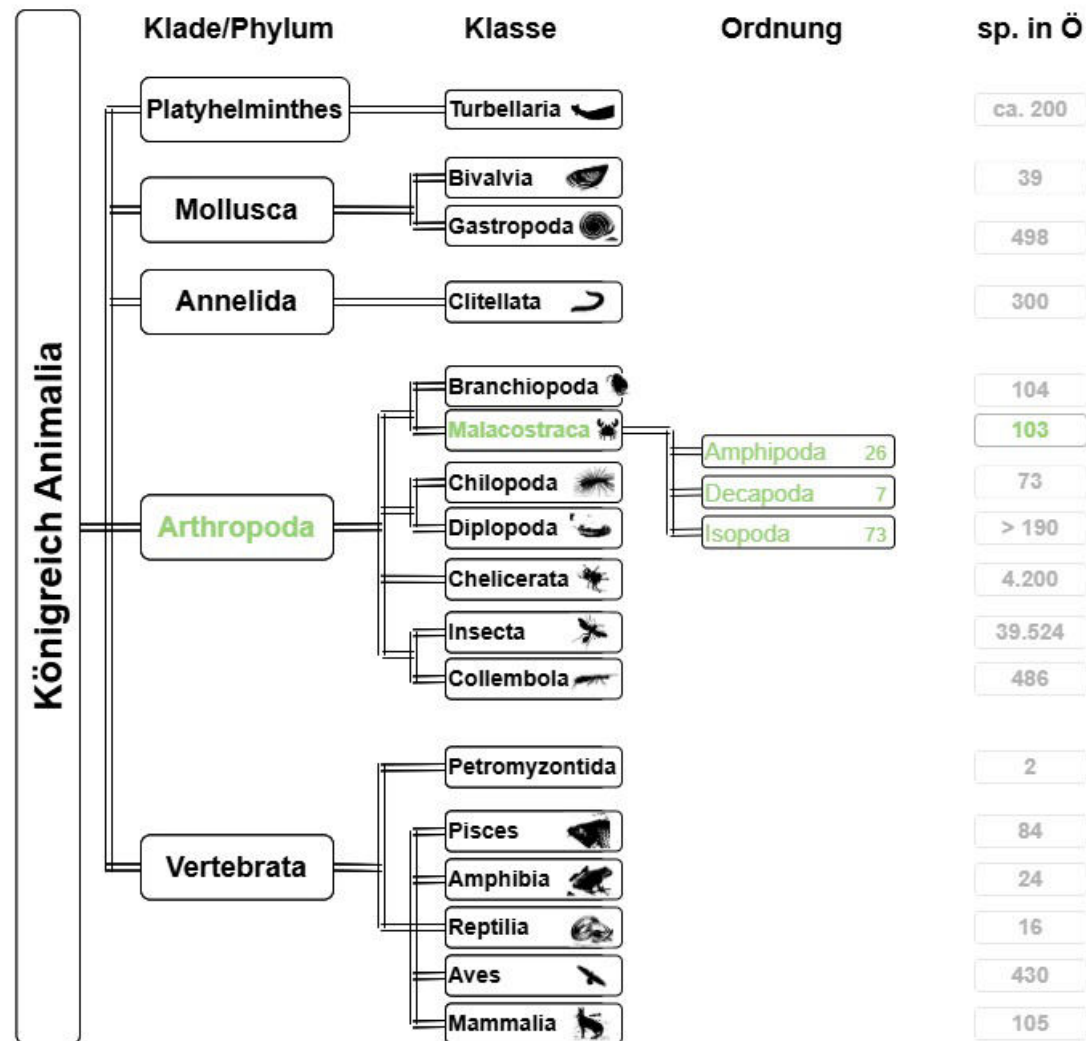 Klade/Phylum Klasse Ordnung sp. in Ö
Königreich Animalia
Platyhelminthes Turbellaria ca. 200
Mollusca Bivalvia 39
Gastropoda 498
Annelida Clitellata 300
Arthropoda Branchiopoda 104
Malacostraca 103
Amphipoda 26
Decapoda 7
Isopoda 73
Chilopoda 73
Diplopoda > 190
Chelicerata 4.200
Insecta 39.524
Collembola 486
Vertebrata Petromyzontida 2
Pisces 84
Amphibia 24
Reptilia 16
Aves 430
Mammalia 105